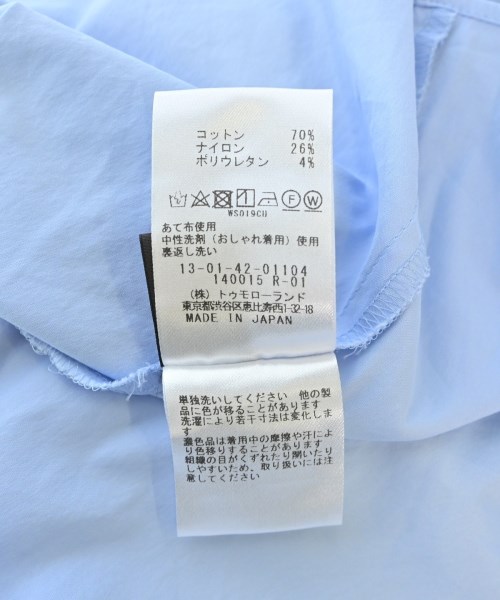 コットン 70%
ナイロン 26%
ポリウレタン 4%
F W
WS019CU
あて布使用
中性洗剤（おしゃれ着用）使用
裏返し洗い
13-01-42-01104
140015 R-01
（株）トゥモローランド
東京都渋谷区恵比寿西1-32-18
MADE IN JAPAN
単独洗いしてください 他の製
品に色が移ることがあります
洗濯により若干寸法は変化しま
す
濃色品は着用中の摩擦や汗によ
り色移りすることがあります
組織の目がくずれたり開いたり
しやすいため。取り扱いには注
意してください